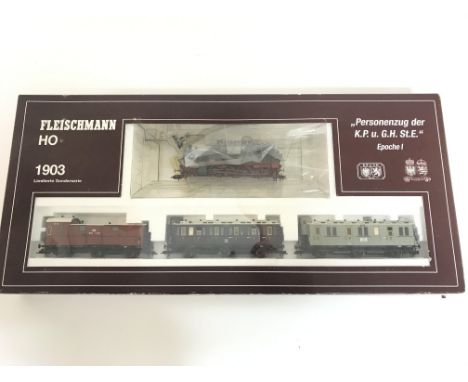 FLEISCHMANN
HO
1903
Limitierte Sonderserie
„Personenzug der
K.P. u. G.H. St.E.“
Epoche I